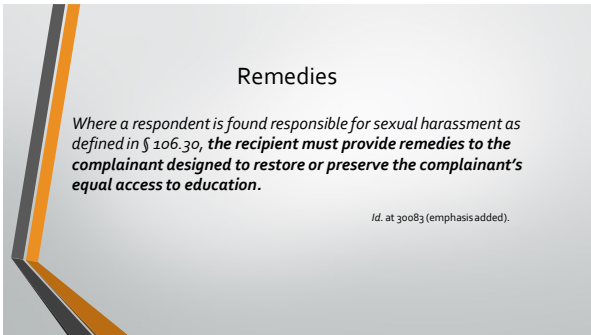 Remedies
Where a respondent is found responsible for sexual harassment as
defined in § 106.30, the recipient must provide remedies to the
complainant designed to restore or preserve the complainant's
equal access to education.
Id. at 30083 (emphasis added).